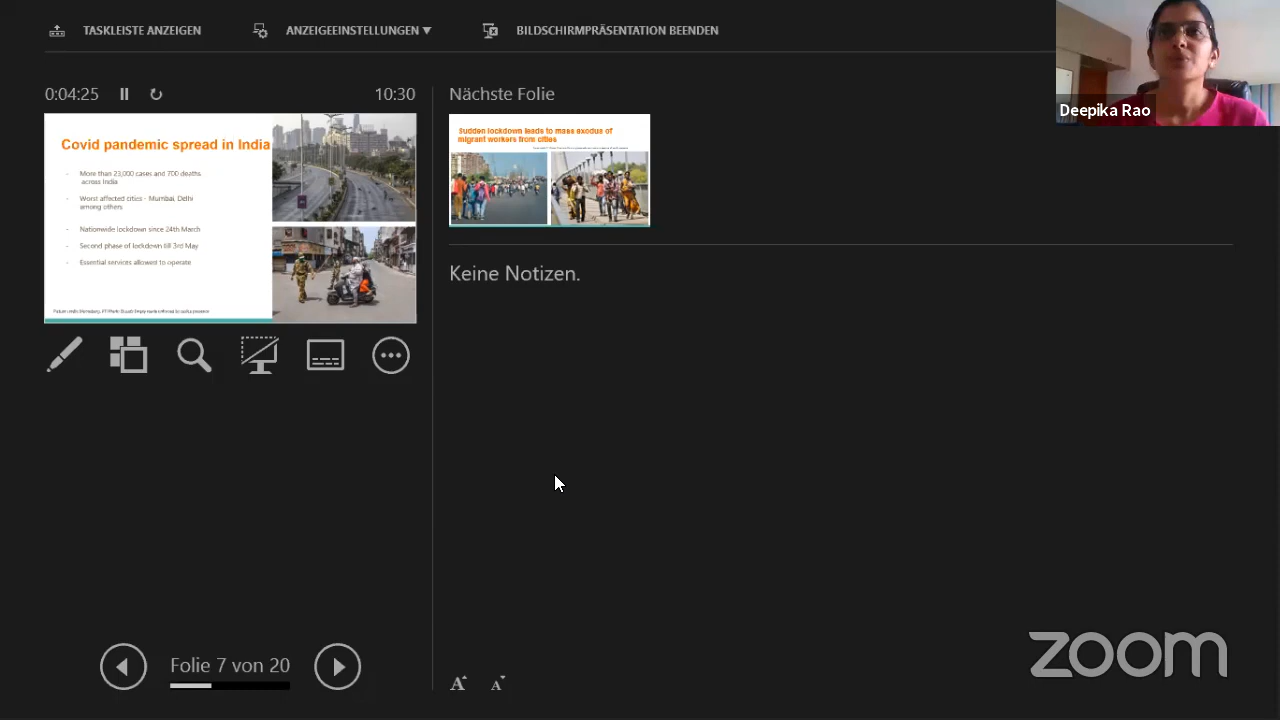 TASKLEISTE ANZEIGEN
ANZEIGEEINSTELLUNGEN
BILDSCHIRMPRÄSENTATION BEENDEN
Deepika Rao
0:04:25
10:30
Covid pandemic spread in India
- More than 23,000 cases and 700 deaths
across India
- Worst affected cities - Mumbai, Delhi
among others
- Nationwide lockdown since 24th March
- Second phase of lockdown till 3rd May
- Essential services allowed to operate
Nächste Folie
Sudden lockdown leads to mass exodus of
migrant workers from cities
Keine Notizen.
Folie 7 von 20
A A
zoom